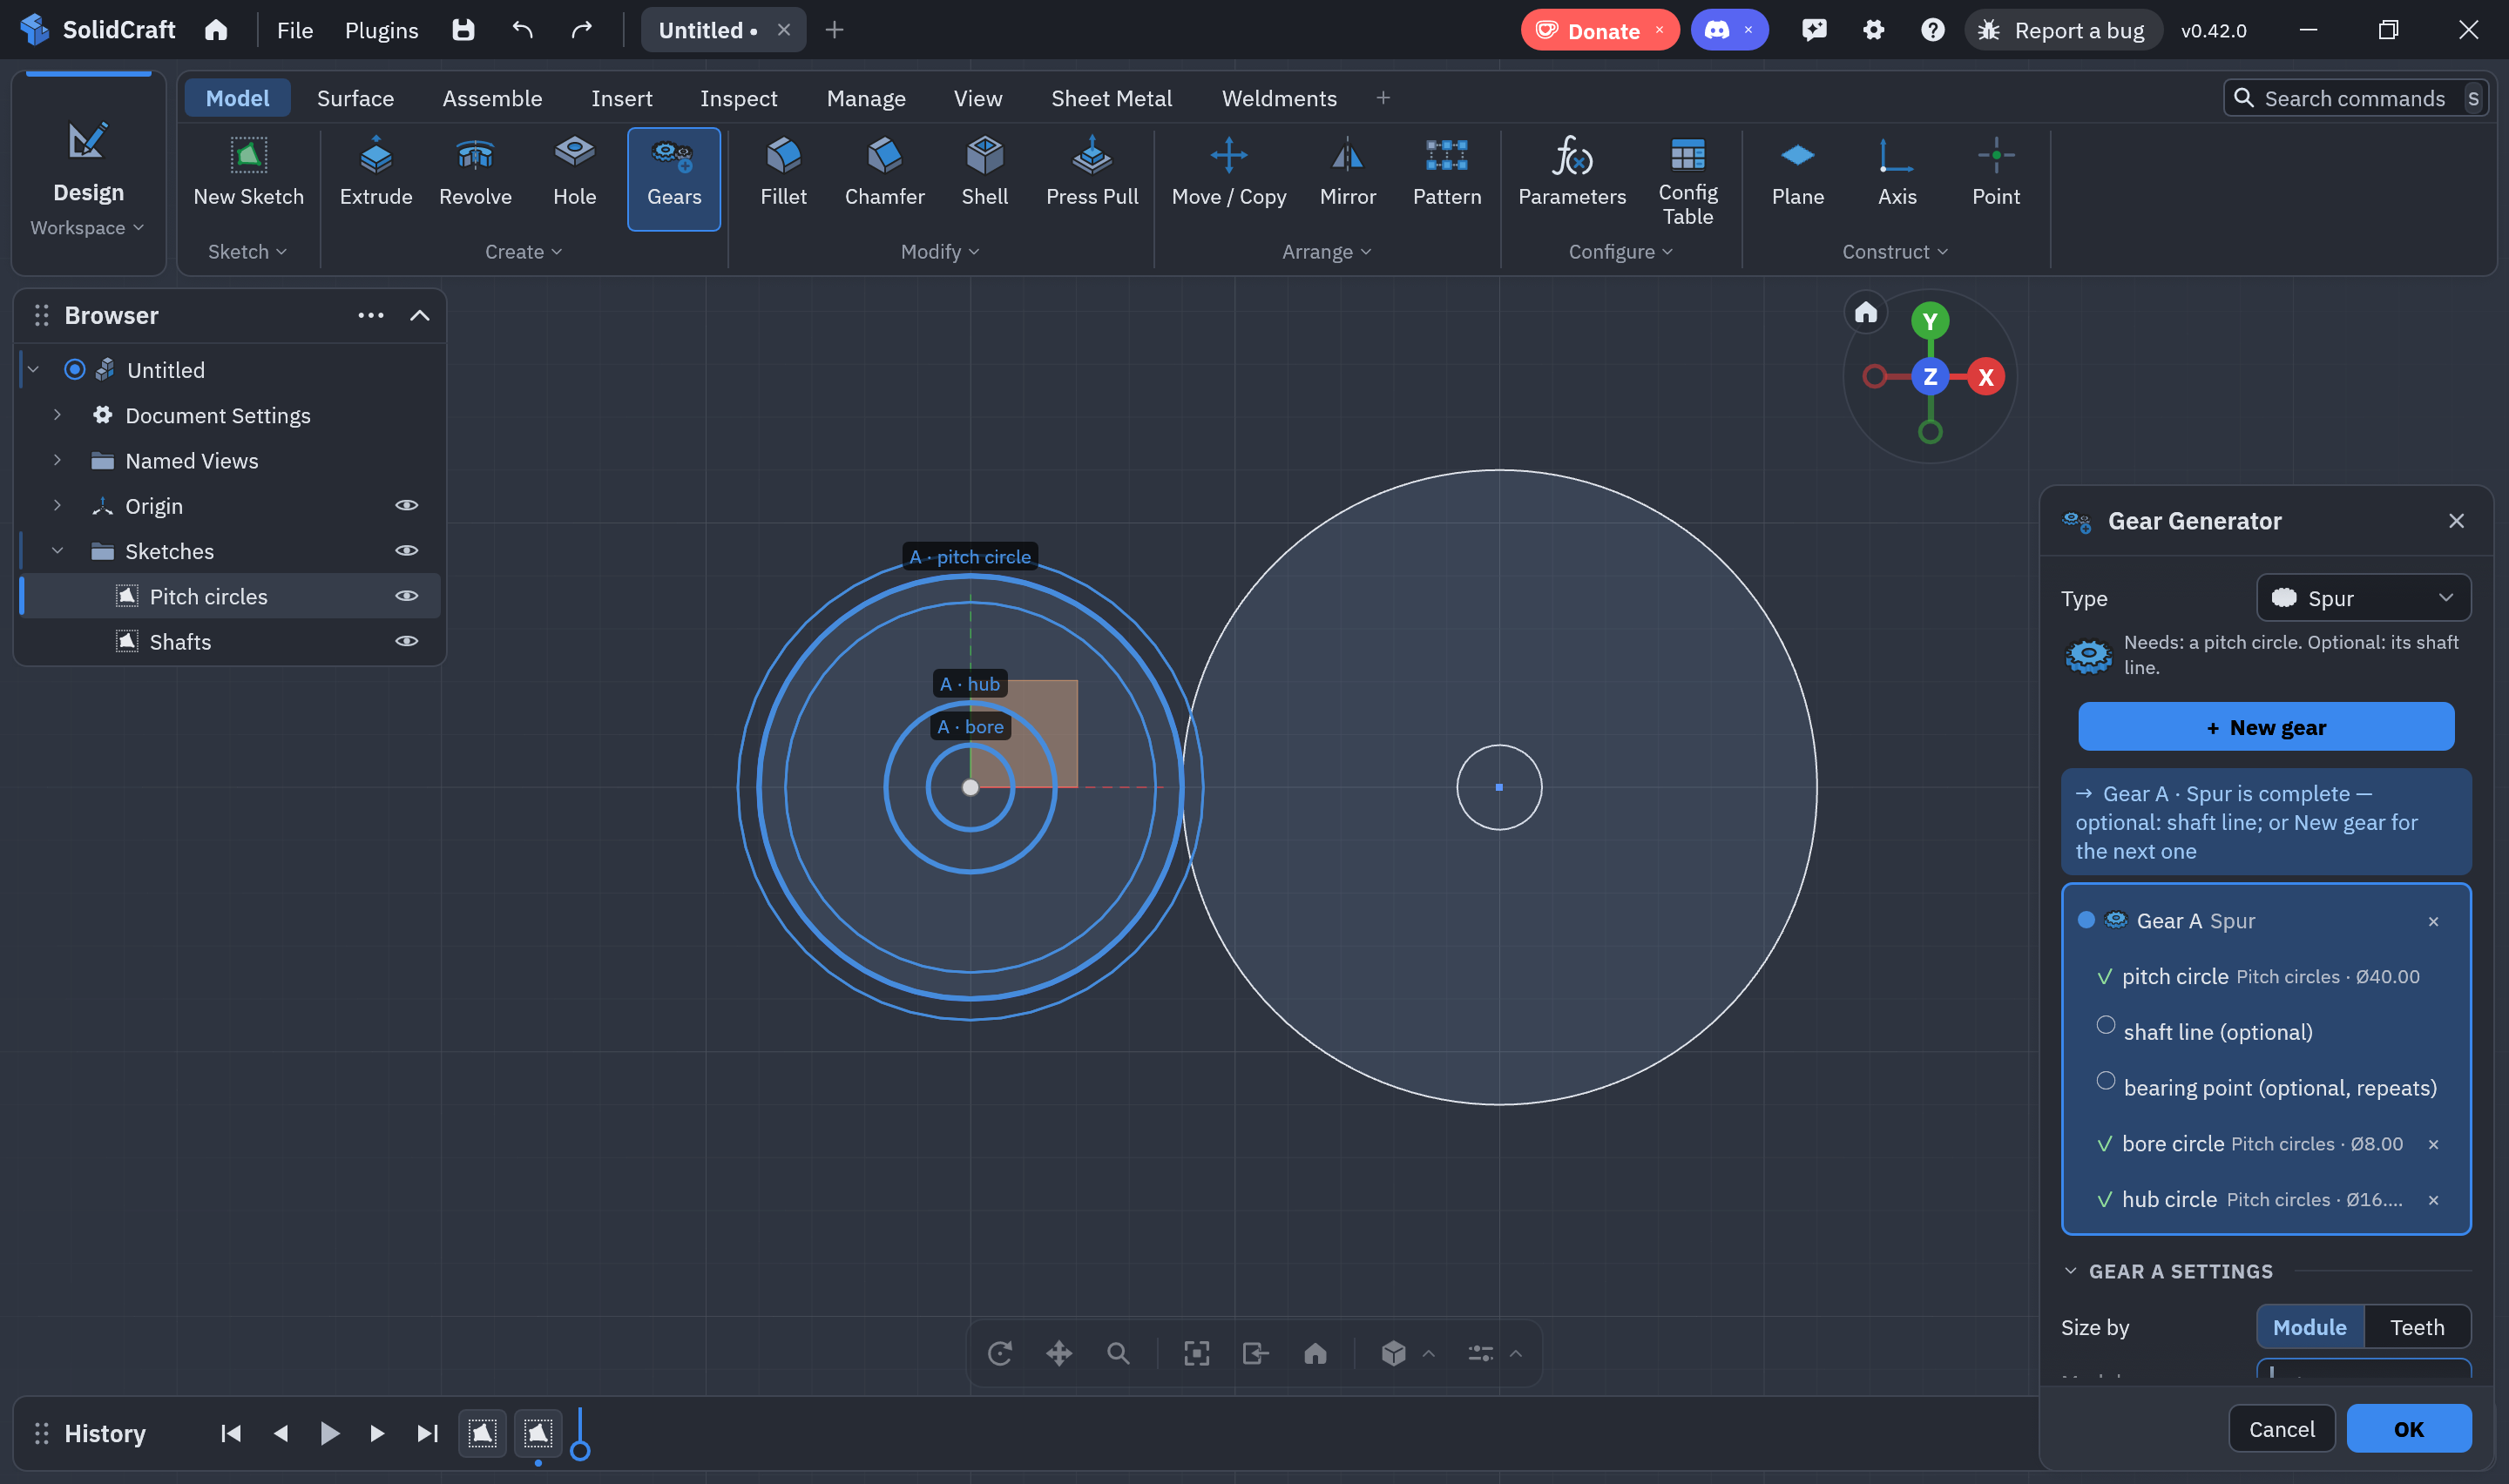 SolidCraft
File
Plugins
Untitled •
Donate
Report a bug
v0.42.0
Design
Workspace
Model
Surface
Assemble
Insert
Inspect
Manage
View
Sheet Metal
Weldments
Search commands
S
New Sketch
Extrude
Revolve
Hole
Gears
Fillet
Chamfer
Shell
Press Pull
Move / Copy
Mirror
Pattern
Parameters
Config
Table
Plane
Axis
Point
Sketch
Create
Modify
Arrange
Configure
Construct
Browser
Untitled
Document Settings
Named Views
Origin
Sketches
Pitch circles
Shafts
A · pitch circle
A · hub
A · bore
Y
Z
X
Gear Generator
Type
Spur
Needs: a pitch circle. Optional: its shaft
line.
+ New gear
→ Gear A · Spur is complete —
optional: shaft line; or New gear for
the next one
Gear A Spur
pitch circle Pitch circles · Ø40.00
shaft line (optional)
bearing point (optional, repeats)
bore circle Pitch circles · Ø8.00
hub circle Pitch circles · Ø16....
GEAR A SETTINGS
Size by
Module
Teeth
Cancel
OK
History